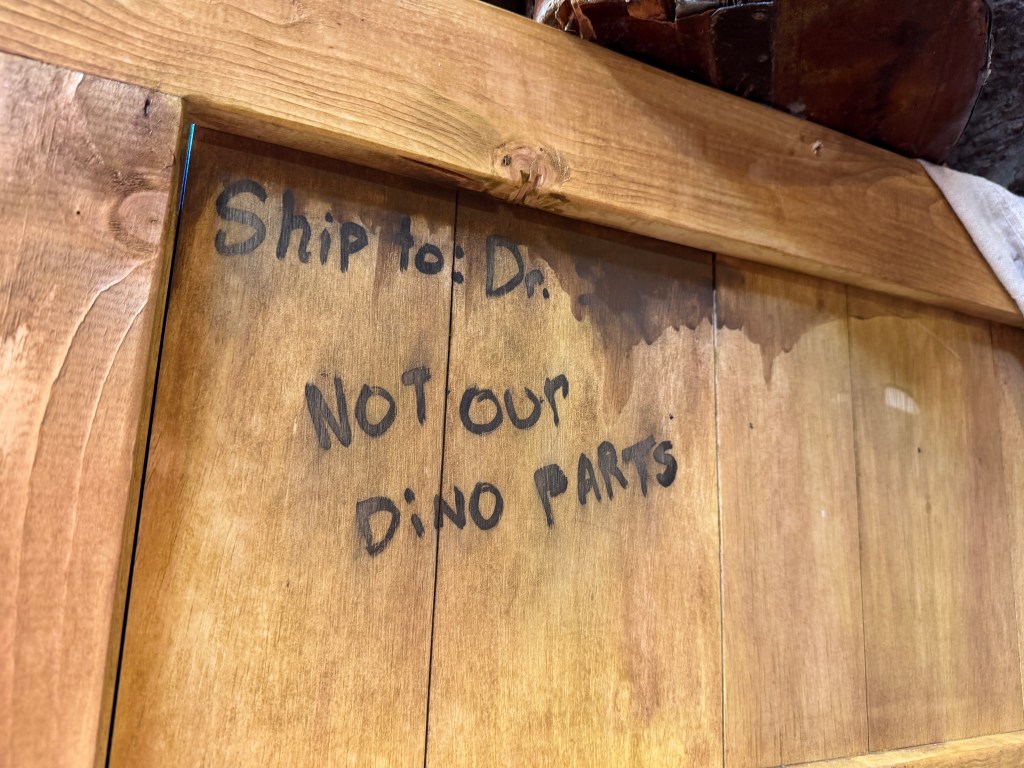 Ship to: Dr.
NOT our
DiNO PARTS